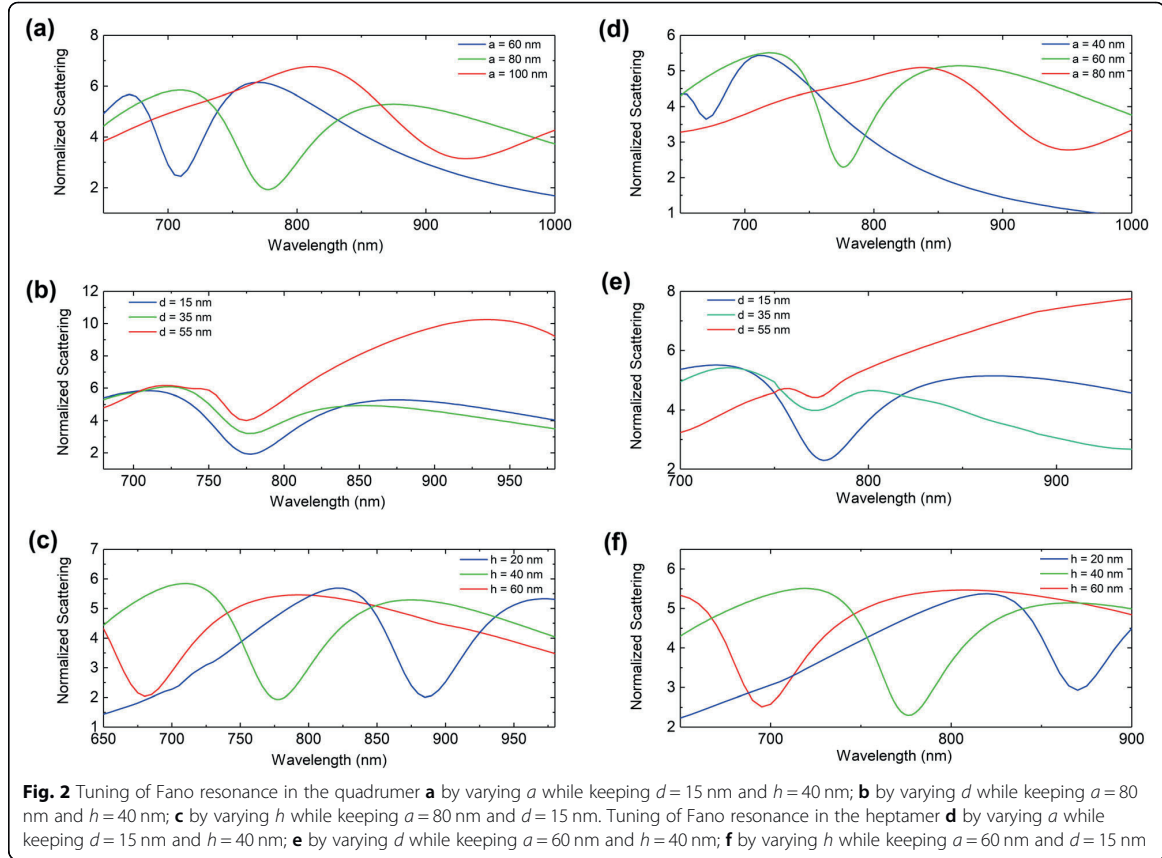 (a)
8
6
4
2
Normalized Scattering
a = 60 nm
a = 80 nm
a = 100 nm
700
800
900
1000
Wavelength (nm)
(d)
6
5
4
3
2
1
Normalized Scattering
a = 40 nm
a = 60 nm
a = 80 nm
700
800
900
1000
Wavelength (nm)
(b)
12
10
8
6
4
2
Normalized Scattering
d = 15 nm
d = 35 nm
d = 55 nm
700
750
800
850
900
950
Wavelength (nm)
(e)
8
6
4
2
Normalized Scattering
d = 15 nm
d = 35 nm
d = 55 nm
700
800
900
Wavelength (nm)
(c)
7
6
5
4
3
2
1
Normalized Scattering
h = 20 nm
h = 40 nm
h = 60 nm
650
700
750
800
850
900
950
Wavelength (nm)
(f)
6
5
4
3
2
Normalized Scattering
h = 20 nm
h = 40 nm
h = 60 nm
700
800
900
Wavelength (nm)
Fig. 2 Tuning of Fano resonance in the quadrumer a by varying a while keeping d = 15 nm and h = 40 nm; b by varying d while keeping a = 80
nm and h = 40 nm; c by varying h while keeping a = 80 nm and d = 15 nm. Tuning of Fano resonance in the heptamer d by varying a while
keeping d = 15 nm and h = 40 nm; e by varying d while keeping a = 60 nm and h = 40 nm; f by varying h while keeping a = 60 nm and d = 15 nm